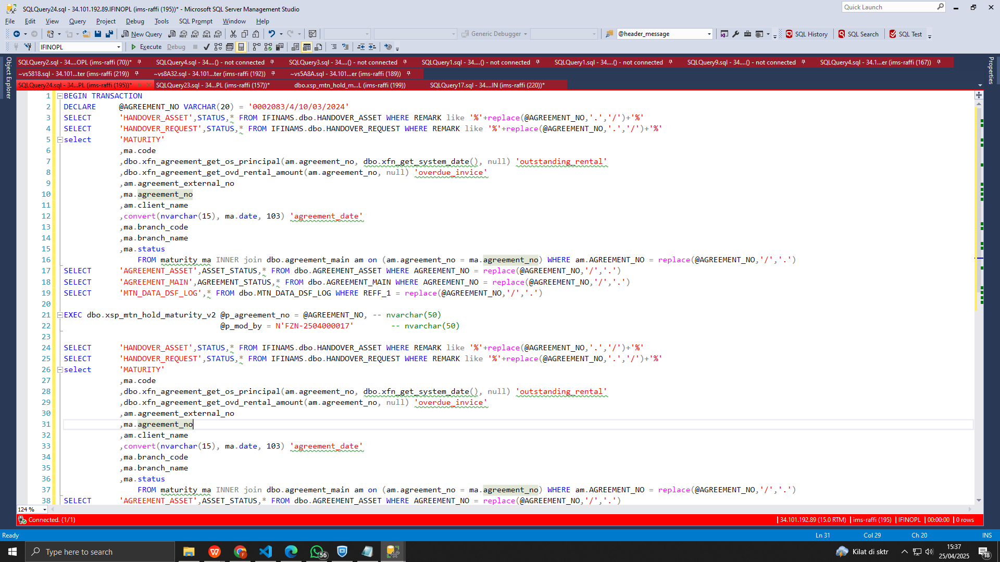 SQLQuery24.sql - 34.101.192.89.IFINOPL (ims-raffi (195))* - Microsoft SQL Server Management Studio
Quick Launch
File Edit View Query Project Debug Tools SQL Prompt Window Help
New Query
Generic Debugger
@header_message
SQL History
SQL Search
SQL Test
IFINOPL
Execute
Debug
SQLQuery2.sql - 34....OPL (ims-raffi (70))*
SQLQuery4.sql - 34....() - not connected
SQLQuery3.sql - 34....() - not connected
SQLQuery1.sql - 34....() - not connected
SQLQuery1.sql - 34....() - not connected
SQLQuery9.sql - 34....() - not connected
SQLQuery4.sql - 34.1...er (ims-raffi (167))
~vs5818.sql - 34.101...ter (ims-raffi (219))
~vs8A32.sql - 34.101...ter (ims-raffi (192))
~vs5A8A.sql - 34.101...er (ims-raffi (189))
SQLQuery24.sql - 34...PL (ims-raffi (195))*
SQLQuery23.sql - 34....PL (ims-raffi (157))*
dbo.xsp_mtn_hold_m...L (ims-raffi (199))
SQLQuery17.sql - 34....IN (ims-raffi (220))*
Object Explorer
Properties
1 BEGIN TRANSACTION
2 DECLARE @AGREEMENT_NO VARCHAR(20) = '0002083/4/10/03/2024'
3 SELECT 'HANDOVER_ASSET',STATUS,* FROM IFINAMS.dbo.HANDOVER_ASSET WHERE REMARK like '%'+replace(@AGREEMENT_NO,'.','/')+'%'
4 SELECT 'HANDOVER_REQUEST',STATUS,* FROM IFINAMS.dbo.HANDOVER_REQUEST WHERE REMARK like '%'+replace(@AGREEMENT_NO,'.','/')+'%'
5 select 'MATURITY'
6 ,ma.code
7 ,dbo.xfn_agreement_get_os_principal(am.agreement_no, dbo.xfn_get_system_date(), null) 'outstanding_rental'
8 ,dbo.xfn_agreement_get_ovd_rental_amount(am.agreement_no, null) 'overdue_invice'
9 ,am.agreement_external_no
10 ,ma.agreement_no
11 ,am.client_name
12 ,convert(nvarchar(15), ma.date, 103) 'agreement_date'
13 ,ma.branch_code
14 ,ma.branch_name
15 ,ma.status
16 FROM maturity ma INNER join dbo.agreement_main am on (am.agreement_no = ma.agreement_no) WHERE am.AGREEMENT_NO = replace(@AGREEMENT_NO,'/','.')
17 SELECT 'AGREEMENT_ASSET',ASSET_STATUS,* FROM dbo.AGREEMENT_ASSET WHERE AGREEMENT_NO = replace(@AGREEMENT_NO,'/','.')
18 SELECT 'AGREEMENT_MAIN',AGREEMENT_STATUS,* FROM dbo.AGREEMENT_MAIN WHERE AGREEMENT_NO = replace(@AGREEMENT_NO,'/','.')
19 SELECT 'MTN_DATA_DSF_LOG',* FROM dbo.MTN_DATA_DSF_LOG WHERE REFF_1 = replace(@AGREEMENT_NO,'/','.')
20
21 EXEC dbo.xsp_mtn_hold_maturity_v2 @p_agreement_no = @AGREEMENT_NO, -- nvarchar(50)
22 @p_mod_by = N'FZN-2504000017' -- nvarchar(50)
23
24 SELECT 'HANDOVER_ASSET',STATUS,* FROM IFINAMS.dbo.HANDOVER_ASSET WHERE REMARK like '%'+replace(@AGREEMENT_NO,'.','/')+'%'
25 SELECT 'HANDOVER_REQUEST',STATUS,* FROM IFINAMS.dbo.HANDOVER_REQUEST WHERE REMARK like '%'+replace(@AGREEMENT_NO,'.','/')+'%'
26 select 'MATURITY'
27 ,ma.code
28 ,dbo.xfn_agreement_get_os_principal(am.agreement_no, dbo.xfn_get_system_date(), null) 'outstanding_rental'
29 ,dbo.xfn_agreement_get_ovd_rental_amount(am.agreement_no, null) 'overdue_invice'
30 ,am.agreement_external_no
31 ,ma.agreement_no
32 ,am.client_name
33 ,convert(nvarchar(15), ma.date, 103) 'agreement_date'
34 ,ma.branch_code
35 ,ma.branch_name
36 ,ma.status
37 FROM maturity ma INNER join dbo.agreement_main am on (am.agreement_no = ma.agreement_no) WHERE am.AGREEMENT_NO = replace(@AGREEMENT_NO,'/','.')
38 SELECT 'AGREEMENT_ASSET',ASSET_STATUS,* FROM dbo.AGREEMENT_ASSET WHERE AGREEMENT_NO = replace(@AGREEMENT_NO,'/','.')
124 %
Connected. (1/1)
34.101.192.89 (15.0 RTM) ims-raffi (195) IFINOPL 00:00:00 0 rows
Ready
Ln 31 Col 29 Ch 20 INS
Type here to search
56
Kilat di sktr
15:37
25/04/2025
18